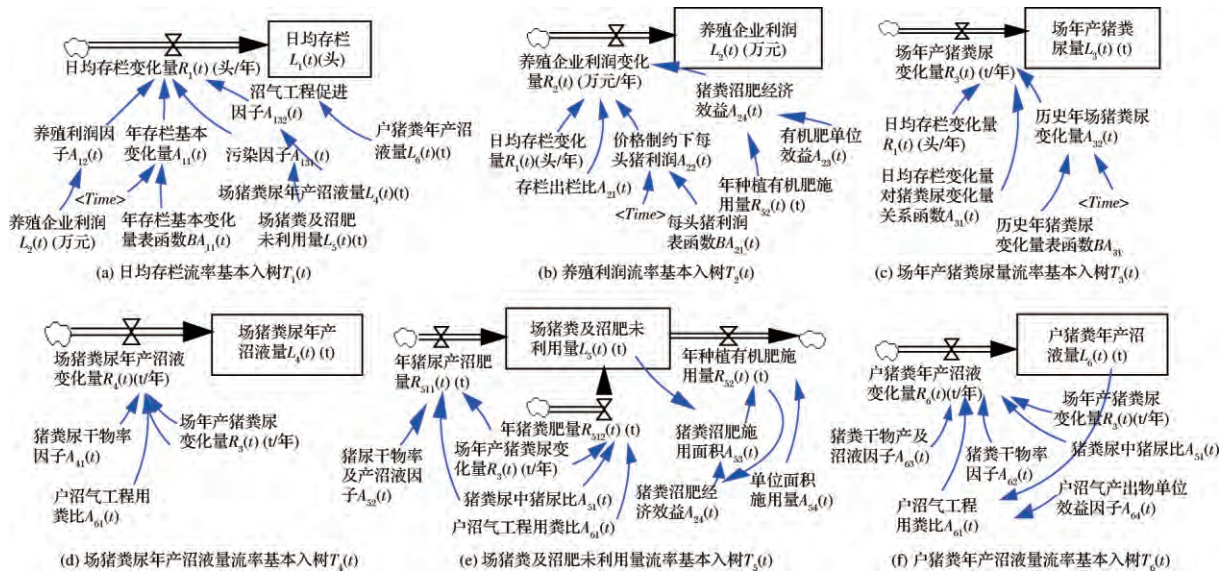 日均存栏
L₁(t)(头)
日均存栏变化量R₁(t) (头/年)
沼气工程促进
因子A₁₃₂(t)
养殖利润因
子A₁₂(t)
年存栏基本
变化量A₁₁(t)
污染因子A₁₃₁(t)
户猪粪年产沼
液量L₆(t)(t)
<Time>
场猪粪尿年产沼液量L₄(t)(t)
养殖企业利润
L₂(t) (万元)
年存栏基本变化
量表函数BA₁₁(t)
场猪粪及沼肥
未利用量L₅(t)(t)
(a) 日均存栏流率基本入树T₁(t)
养殖企业利润
L₂(t) (万元)
养殖企业利润变化
量R₂(t) (万元/年)
猪粪沼肥经济
效益A₂₄(t)
日均存栏变化
量R₁(t)(头/年)
价格制约下每
头猪利润A₂₂(t)
有机肥单位
效益A₂₃(t)
存栏出栏比A₂₁(t)
<Time>
年种植有机肥施
用量R₅₂(t) (t)
每头猪利润
表函数BA₂₁(t)
(b) 养殖利润流率基本入树T₂(t)
场年产猪粪
尿量L₃(t) (t)
场年产猪粪尿
变化量R₃(t) (t/年)
日均存栏变化量
R₁(t) (头/年)
历史年场猪粪尿
变化量A₃₂(t)
日均存栏变化量
对猪粪尿变化量
关系函数A₃₁(t)
<Time>
历史年猪粪尿
变化量表函数BA₃₁
(c) 场年产猪粪尿量流率基本入树T₃(t)
场猪粪尿年产
沼液量L₄(t) (t)
场猪粪尿年产沼液
变化量R₄(t)(t/年)
猪粪尿干物率
因子A₄₁(t)
场年产猪粪尿
变化量R₃(t) (t/年)
户沼气工程用
粪比A₆₁(t)
(d) 场猪粪尿年产沼液量流率基本入树T₄(t)
场猪粪及沼肥未
利用量L₅(t) (t)
年猪尿产沼肥
量R₅₁₁(t) (t)
年种植有机肥施
用量R₅₂(t) (t)
年猪粪肥量R₅₁₂(t) (t)
猪尿干物率
及产沼液因
子A₅₂(t)
场年产猪粪尿变
化量R₃(t) (t/年)
猪粪沼肥施
用面积A₅₃(t)
猪粪尿中猪尿比A₅₁(t)
猪粪沼肥经
济效益A₂₄(t)
单位面积
施用量A₅₄(t)
户沼气工程用粪比A₆₁(t)
(e) 场猪粪及沼肥未利用量流率基本入树T₅(t)
户猪粪年产沼
液量L₆(t) (t)
户猪粪年产沼液
变化量R₆(t)(t/年)
场年产猪粪尿
变化量R₃(t)(t/年)
猪粪干物产及
沼液因子A₆₃(t)
猪粪干物率
因子A₆₂(t)
猪粪尿中猪尿比A₅₁(t)
户沼气工程
用粪比A₆₁(t)
户沼气产出物单位
效益因子A₆₄(t)
(f) 户猪粪年产沼液量流率基本入树T₆(t)